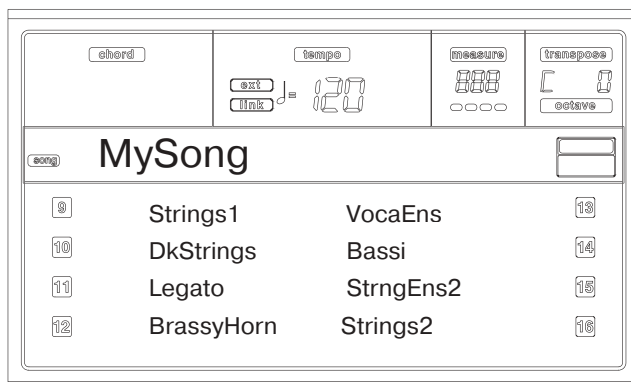 chord tempo measure transpose
ext
link = 120 888 C 0
octave
song MySong
9 Strings1 VocaEns 13
10 DkStrings Bassi 14
11 Legato StrngEns2 15
12 BrassyHorn Strings2 16